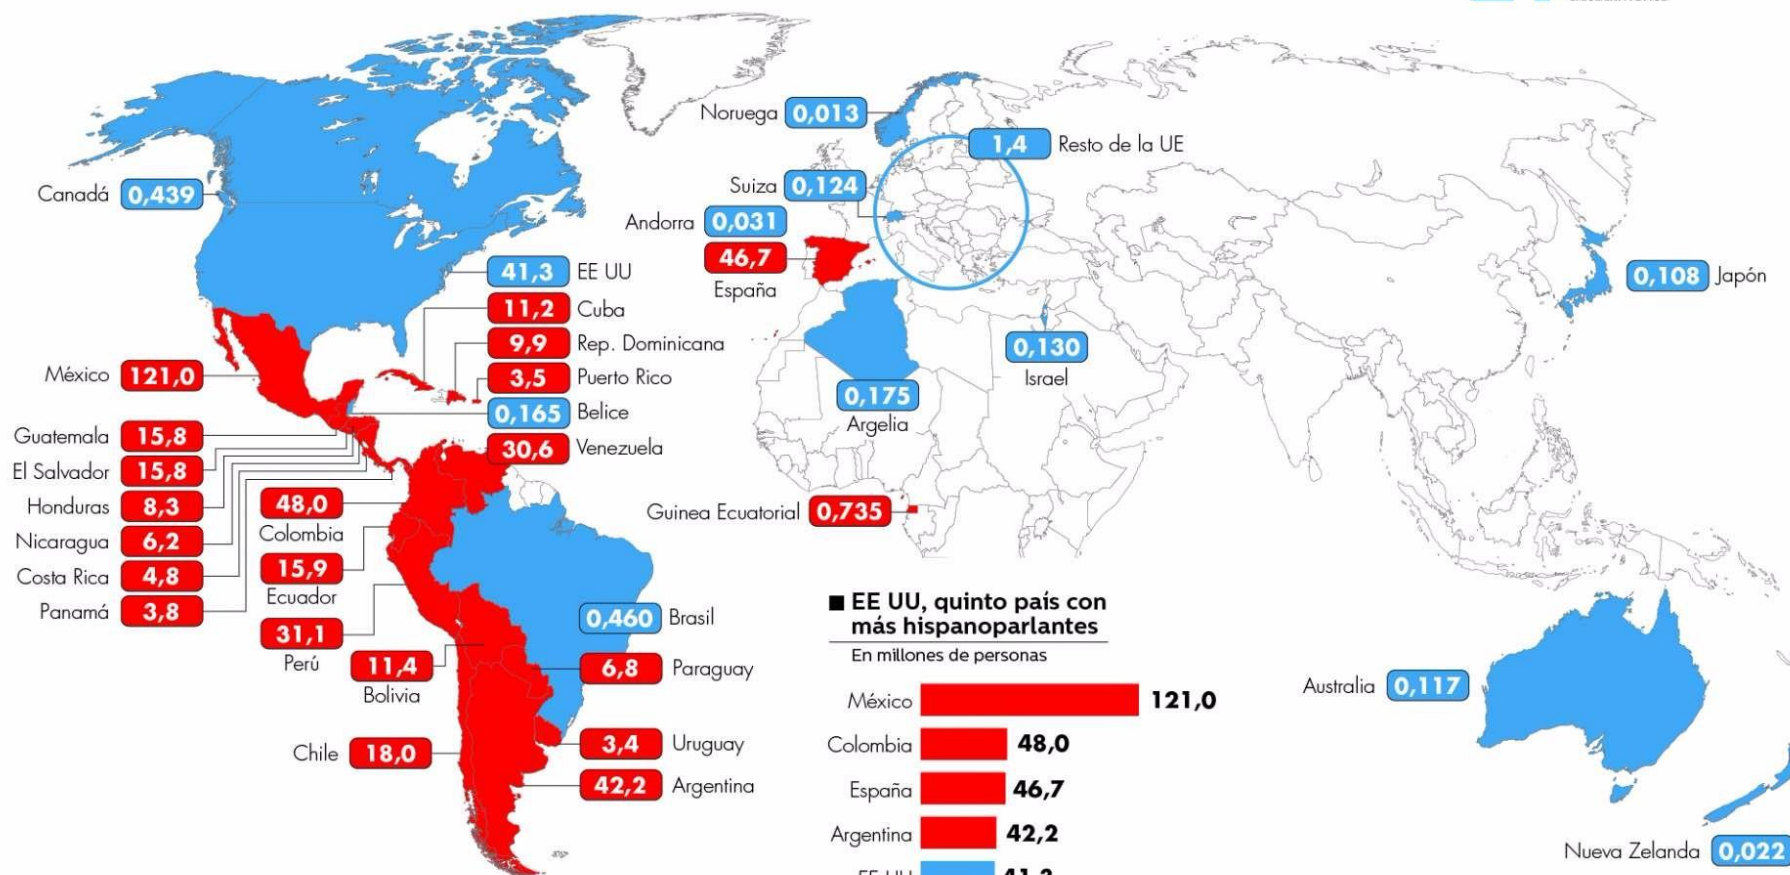 Noruega 0,013
1,4 Resto de la UE
Canadá 0,439
Suiza 0,124
Andorra 0,031
46,7
España
41,3 EE UU
11,2 Cuba
9,9 Rep. Dominicana
3,5 Puerto Rico
0,165 Belice
30,6 Venezuela
0,108 Japón
0,130
Israel
0,175
Argelia
México 121,0
Guatemala 15,8
El Salvador 15,8
Honduras 8,3
Nicaragua 6,2
Costa Rica 4,8
Panamá 3,8
48,0
Colombia
15,9
Ecuador
31,1
Perú
11,4
Bolivia
Guinea Ecuatorial 0,735
0,460 Brasil
6,8 Paraguay
Chile 18,0
3,4 Uruguay
42,2 Argentina
■ EE UU, quinto país con
más hispanoparlantes
En millones de personas
México 121,0
Colombia 48,0
España 46,7
Argentina 42,2
EE UU 41,3
Australia 0,117
Nueva Zelanda 0,022